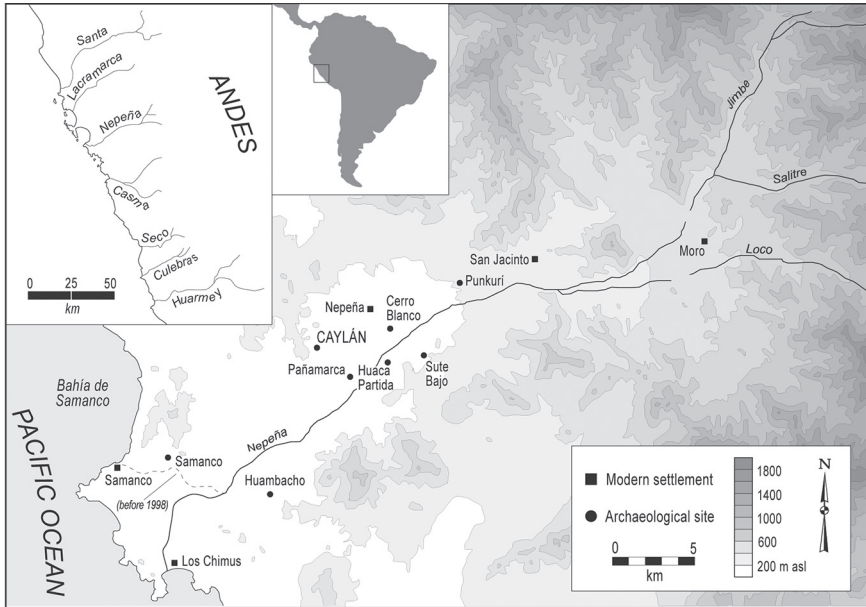 Santa
Lacramarca
Nepeña
Casma
Seco
Culebras
Huarmey
ANDES
0 25 50
km
Jimbe
Salitre
Loco
Moro
San Jacinto
Punkurí
Nepeña
Cerro
Blanco
CAYLÁN
Pañamarca
Huaca
Partida
Sute
Bajo
Bahía de
Samanco
PACIFIC OCEAN
Nepeña
Samanco
Samanco
(before 1998)
Huambacho
Los Chimus
Modern settlement
Archaeological site
0 5
km
1800
1400
1000
600
200 m asl
N